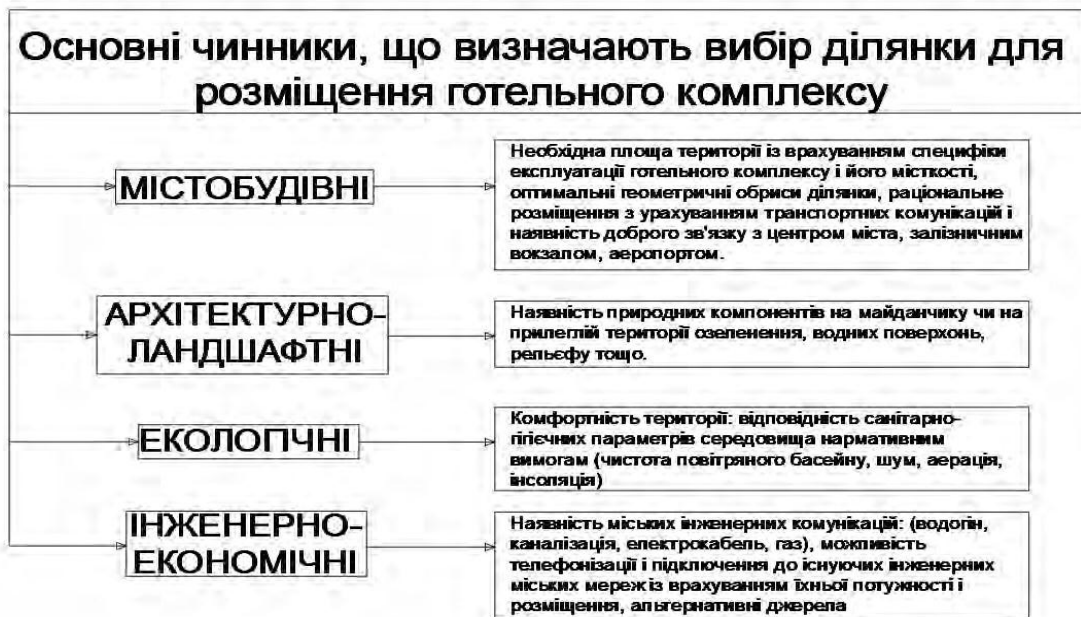 Основні чинники, що визначають вибір ділянки для
розміщення готельного комплексу
МІСТОБУДІВНІ
Необхідна площа території із врахуванням специфіки
експлуатації готельного комплексу і його місткості,
оптимальні геометричні обриси ділянки, раціональне
розміщення з урахуванням транспортних комунікацій і
наявність доброго зв'язку з центром міста, залізничним
вокзалом, аеропортом.
АРХІТЕКТУРНО-
ЛАНДШАФТНІ
Наявність природних компонентів на майданчику чи на
прилеглій території озеленення, водних поверхонь,
рельєфу тощо.
ЕКОЛОГІЧНІ
Комфортність території: відповідність санітарно-
гігієнчих параметрів середовища нармативним
вимогам (чистота повітряного басейну, шум, аерація,
інсоляція)
ІНЖЕНЕРНО-
ЕКОНОМІЧНІ
Наявність міських інженерних комунікацій: (водогін,
каналізація, електрокабель, газ), можливість
телефонізації і підключення до існуючих інженерних
міських мереж із врахуванням їхньої потужності і
розміщення, альтернативні джерела